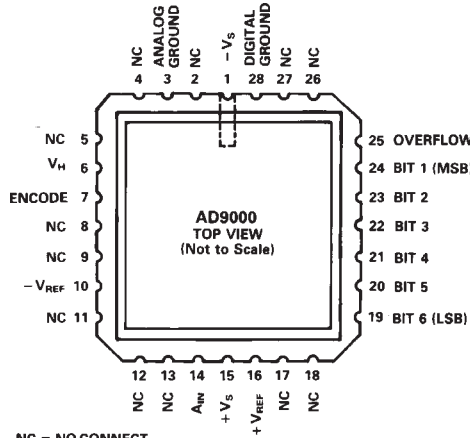 NC
ANALOG
GROUND
NC
−VS
DIGITAL
GROUND
NC
NC
4 3 2 1 28 27 26
NC 5
VH 6
ENCODE 7
NC 8
NC 9
−VREF 10
NC 11
AD9000
TOP VIEW
(Not to Scale)
25 OVERFLOW
24 BIT 1 (MSB)
23 BIT 2
22 BIT 3
21 BIT 4
20 BIT 5
19 BIT 6 (LSB)
12 13 14 15 16 17 18
NC
NC
AIN
+VS
+VREF
NC
NC
NC = NO CONNECT